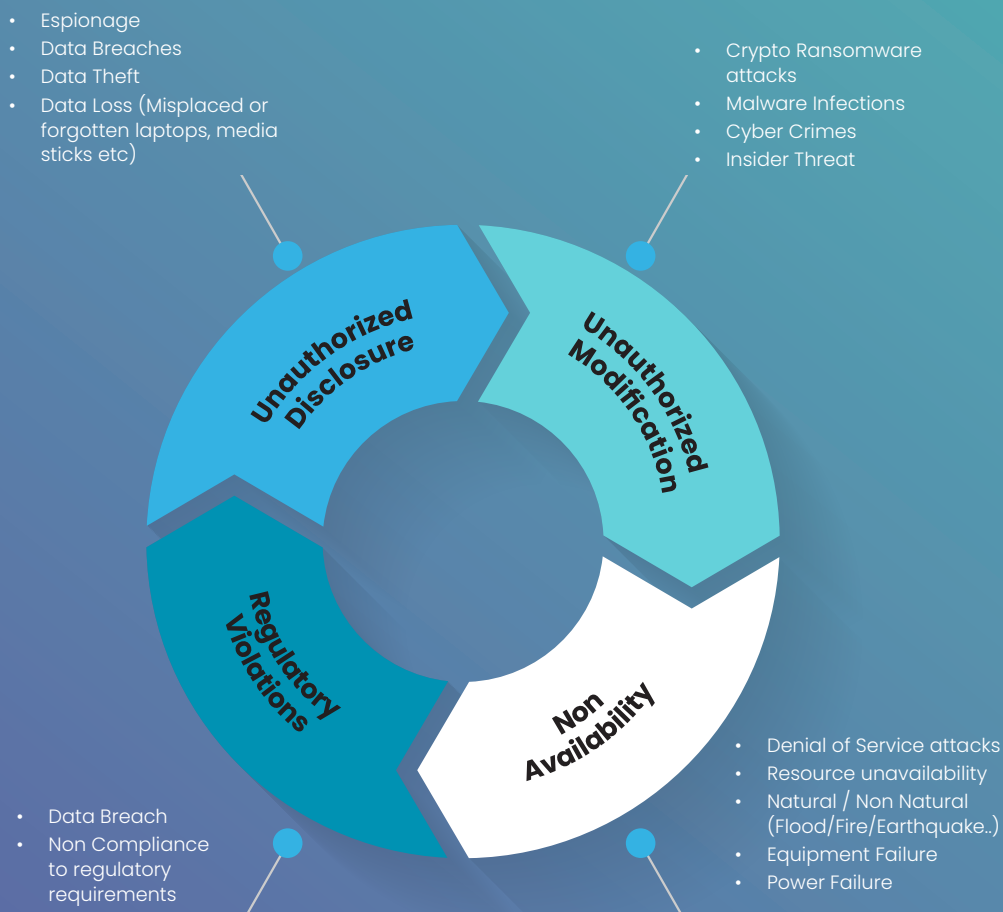 • Espionage
• Data Breaches
• Data Theft
• Data Loss (Misplaced or
forgotten laptops, media
sticks etc)
• Crypto Ransomware
attacks
• Malware Infections
• Cyber Crimes
• Insider Threat
Unauthorized
Disclosure
Unauthorized
Modification
Regulatory
Violations
Non
Availability
• Data Breach
• Non Compliance
to regulatory
requirements
• Denial of Service attacks
• Resource unavailability
• Natural / Non Natural
(Flood/Fire/Earthquake..)
• Equipment Failure
• Power Failure